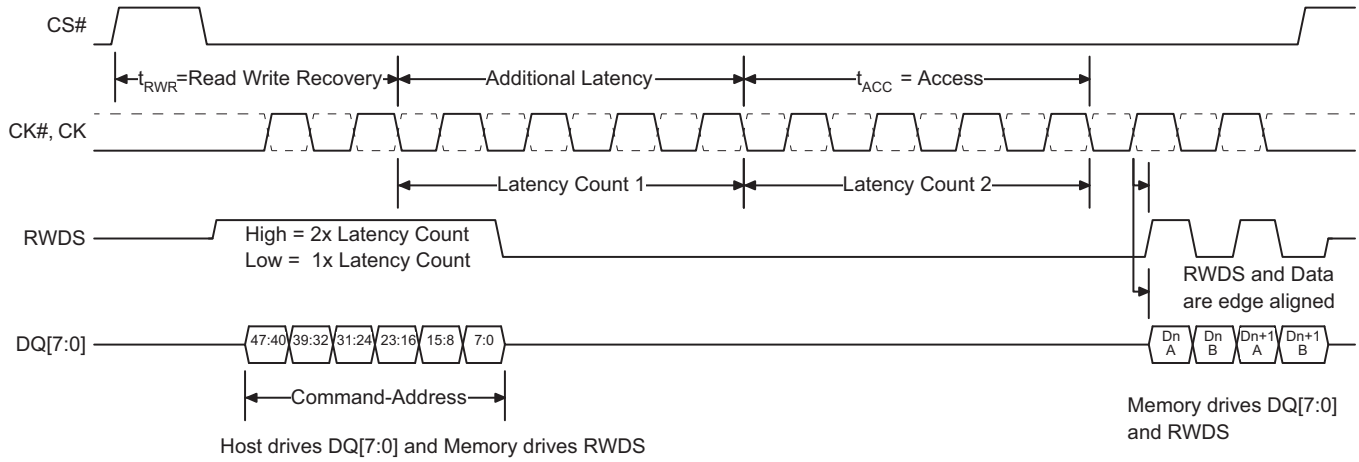 CS#
tRWR=Read Write Recovery
Additional Latency
tACC = Access
CK#, CK
Latency Count 1
Latency Count 2
RWDS
High = 2x Latency Count
Low = 1x Latency Count
RWDS and Data
are edge aligned
DQ[7:0]
47:40 39:32 31:24 23:16 15:8 7:0
Dn A
Dn B
Dn+1 A
Dn+1 B
Command-Address
Host drives DQ[7:0] and Memory drives RWDS
Memory drives DQ[7:0]
and RWDS